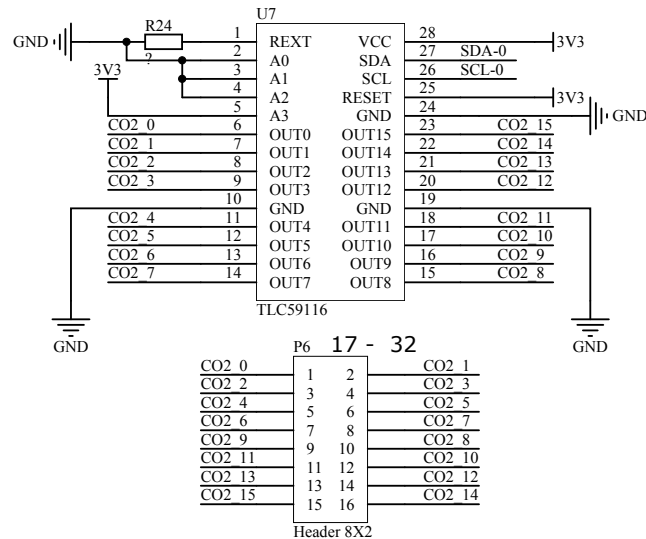 U7
GND R24 1 REXT VCC 28 3V3
? 2 A0 SDA 27 SDA-0
3 A1 SCL 26 SCL-0
3V3 4 A2 RESET 25 3V3
5 A3 GND 24 GND
CO2_0 6 OUT0 OUT15 23 CO2_15
CO2_1 7 OUT1 OUT14 22 CO2_14
CO2_2 8 OUT2 OUT13 21 CO2_13
CO2_3 9 OUT3 OUT12 20 CO2_12
10 GND GND 19
CO2_4 11 OUT4 OUT11 18 CO2_11
CO2_5 12 OUT5 OUT10 17 CO2_10
CO2_6 13 OUT6 OUT9 16 CO2_9
CO2_7 14 OUT7 OUT8 15 CO2_8
TLC59116
GND GND
P6 17 - 32
CO2_0 1 2 CO2_1
CO2_2 3 4 CO2_3
CO2_4 5 6 CO2_5
CO2_6 7 8 CO2_7
CO2_9 9 10 CO2_8
CO2_11 11 12 CO2_10
CO2_13 13 14 CO2_12
CO2_15 15 16 CO2_14
Header 8X2